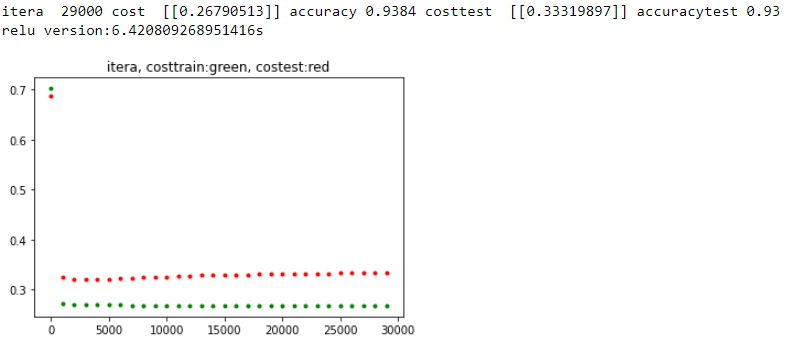 itera  29000 cost  [[0.26790513]] accuracy 0.9384 costtest  [[0.33319897]] accuracytest 0.93
relu version:6.420809268951416s
itera, costtrain:green, costest:red
0.7
0.6
0.5
0.4
0.3
0 5000 10000 15000 20000 25000 30000